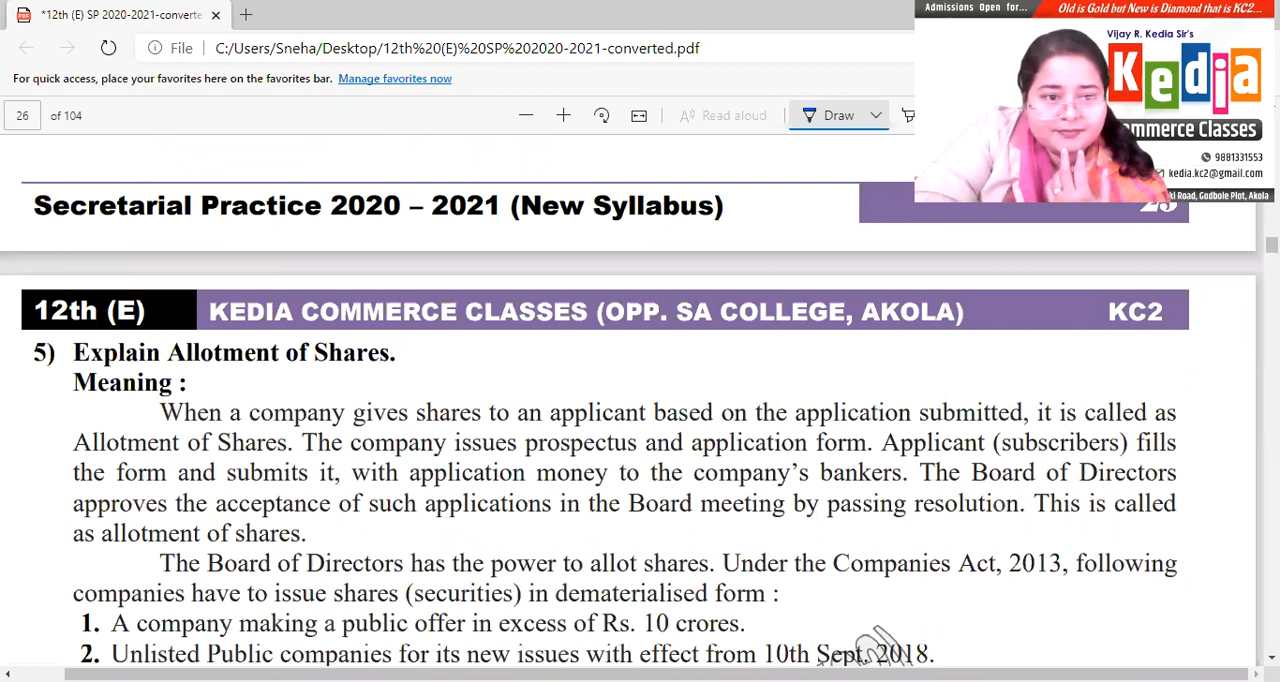 *12th (E) SP 2020-2021-converte
Admissions Open for...
Old is Gold but New is Diamond that is KC2...
File
C:/Users/Sneha/Desktop/12th%20(E)%20SP%202020-2021-converted.pdf
Vijay R. Kedia Sir's
Kedia
mmerce Classes
9881331553
kedia.kc2@gmail.com
ki Road, Godbole Plot, Akola
For quick access, place your favorites here on the favorites bar. Manage favorites now
26 of 104
Read aloud
Draw
Secretarial Practice 2020 – 2021 (New Syllabus)
25
12th (E) KEDIA COMMERCE CLASSES (OPP. SA COLLEGE, AKOLA) KC2
5) Explain Allotment of Shares.
Meaning :
When a company gives shares to an applicant based on the application submitted, it is called as
Allotment of Shares. The company issues prospectus and application form. Applicant (subscribers) fills
the form and submits it, with application money to the company's bankers. The Board of Directors
approves the acceptance of such applications in the Board meeting by passing resolution. This is called
as allotment of shares.
The Board of Directors has the power to allot shares. Under the Companies Act, 2013, following
companies have to issue shares (securities) in dematerialised form :
1. A company making a public offer in excess of Rs. 10 crores.
2. Unlisted Public companies for its new issues with effect from 10th Sept. 2018.